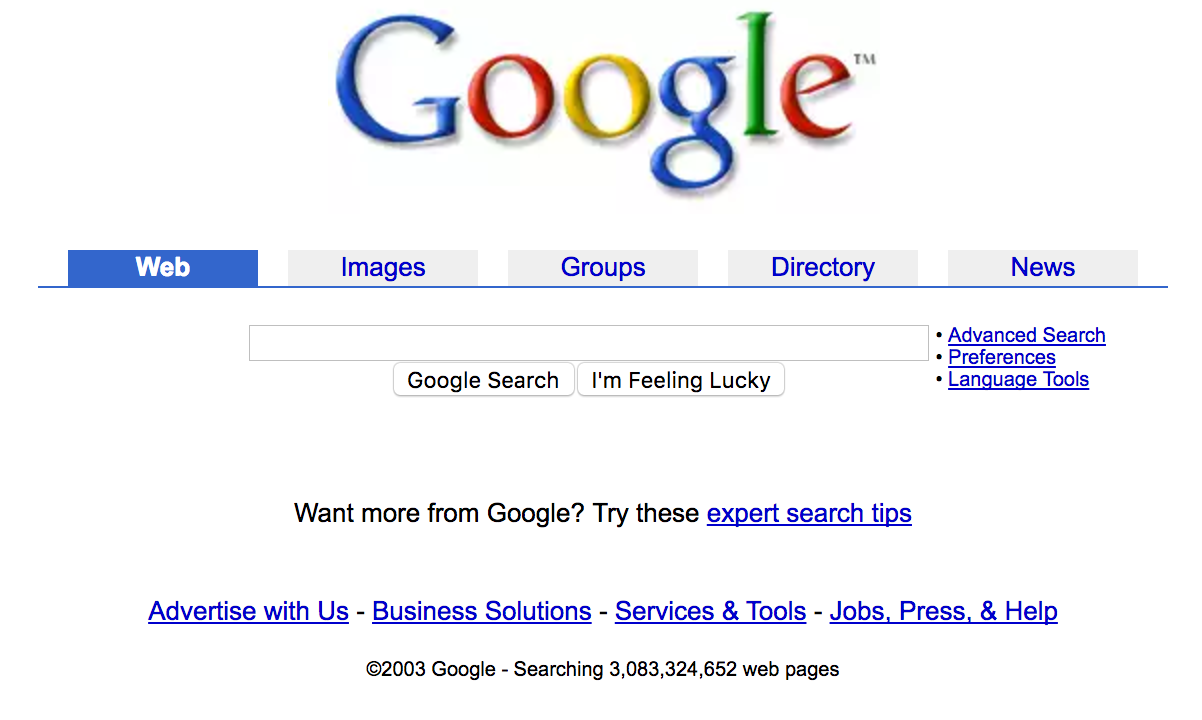 Google™
Web Images Groups Directory News
• Advanced Search
• Preferences
• Language Tools
Google Search I'm Feeling Lucky
Want more from Google? Try these expert search tips
Advertise with Us - Business Solutions - Services & Tools - Jobs, Press, & Help
©2003 Google - Searching 3,083,324,652 web pages